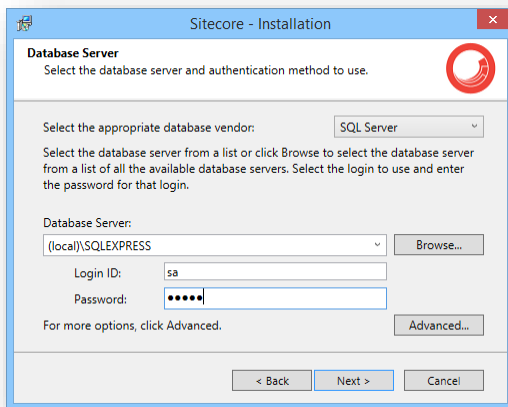 Sitecore - Installation
Database Server
Select the database server and authentication method to use.
Select the appropriate database vendor:
SQL Server
Select the database server from a list or click Browse to select the database server
from a list of all the available database servers. Select the login to use and enter
the password for that login.
Database Server:
(local)\SQLEXPRESS
Browse...
Login ID:
sa
Password:
●●●●●
For more options, click Advanced.
Advanced...
< Back
Next >
Cancel